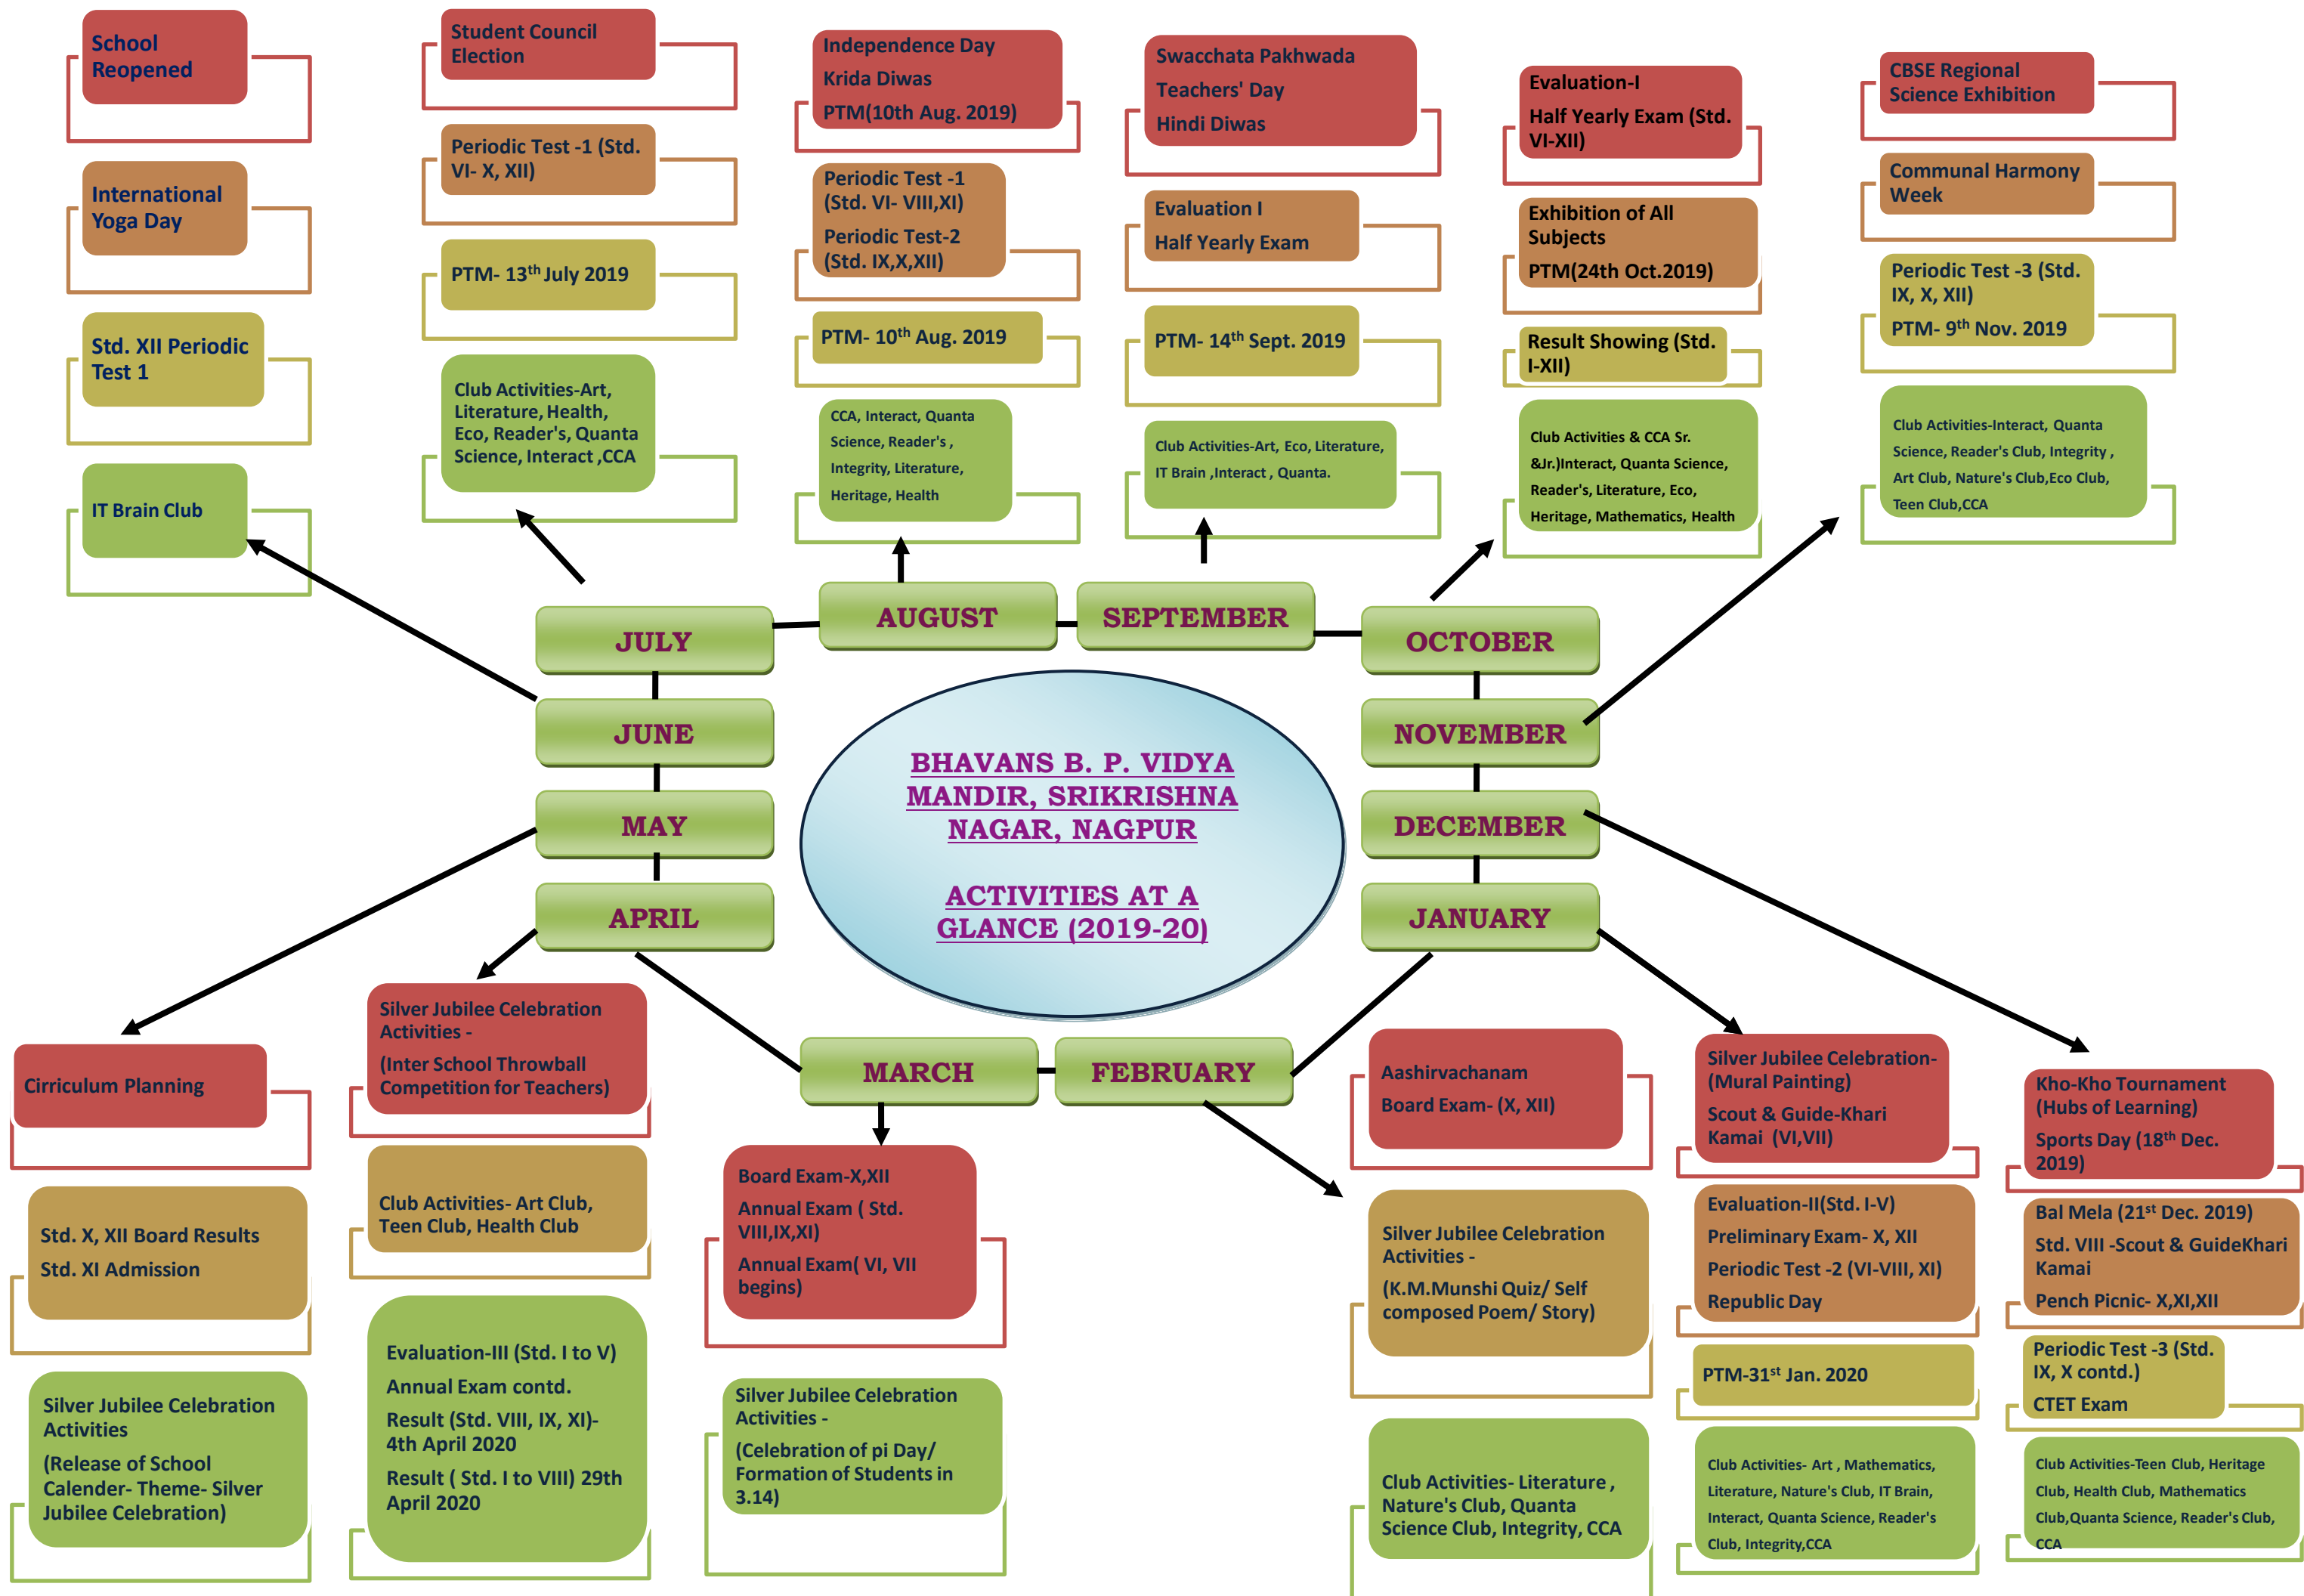 School
Reopened
International
Yoga Day
Std. XII Periodic
Test 1
IT Brain Club
Student Council
Election
Periodic Test -1 (Std.
VI- X, XII)
PTM- 13th July 2019
Club Activities-Art,
Literature, Health,
Eco, Reader's, Quanta
Science, Interact ,CCA
Independence Day
Krida Diwas
PTM(10th Aug. 2019)
Periodic Test -1
(Std. VI- VIII,XI)
Periodic Test-2
(Std. IX,X,XII)
PTM- 10th Aug. 2019
CCA, Interact, Quanta
Science, Reader's ,
Integrity, Literature,
Heritage, Health
Swacchata Pakhwada
Teachers' Day
Hindi Diwas
Evaluation I
Half Yearly Exam
PTM- 14th Sept. 2019
Club Activities-Art, Eco, Literature,
IT Brain ,Interact , Quanta.
Evaluation-I
Half Yearly Exam (Std.
VI-XII)
Exhibition of All
Subjects
PTM(24th Oct.2019)
Result Showing (Std.
I-XII)
Club Activities & CCA Sr.
&Jr.)Interact, Quanta Science,
Reader's, Literature, Eco,
Heritage, Mathematics, Health
CBSE Regional
Science Exhibition
Communal Harmony
Week
Periodic Test -3 (Std.
IX, X, XII)
PTM- 9th Nov. 2019
Club Activities-Interact, Quanta
Science, Reader's Club, Integrity ,
Art Club, Nature's Club,Eco Club,
Teen Club,CCA
JULY
AUGUST
SEPTEMBER
OCTOBER
JUNE
NOVEMBER
MAY
DECEMBER
APRIL
JANUARY
MARCH
FEBRUARY
BHAVANS B. P. VIDYA
MANDIR, SRIKRISHNA
NAGAR, NAGPUR
ACTIVITIES AT A
GLANCE (2019-20)
Cirriculum Planning
Std. X, XII Board Results
Std. XI Admission
Silver Jubilee Celebration
Activities
(Release of School
Calender- Theme- Silver
Jubilee Celebration)
Silver Jubilee Celebration
Activities -
(Inter School Throwball
Competition for Teachers)
Club Activities- Art Club,
Teen Club, Health Club
Evaluation-III (Std. I to V)
Annual Exam contd.
Result (Std. VIII, IX, XI)-
4th April 2020
Result ( Std. I to VIII) 29th
April 2020
Board Exam-X,XII
Annual Exam ( Std.
VIII,IX,XI)
Annual Exam( VI, VII
begins)
Silver Jubilee Celebration
Activities -
(Celebration of pi Day/
Formation of Students in
3.14)
Aashirvachanam
Board Exam- (X, XII)
Silver Jubilee Celebration
Activities -
(K.M.Munshi Quiz/ Self
composed Poem/ Story)
Club Activities- Literature ,
Nature's Club, Quanta
Science Club, Integrity, CCA
Silver Jubilee Celebration-
(Mural Painting)
Scout & Guide-Khari
Kamai (VI,VII)
Evaluation-II(Std. I-V)
Preliminary Exam- X, XII
Periodic Test -2 (VI-VIII, XI)
Republic Day
PTM-31st Jan. 2020
Club Activities- Art , Mathematics,
Literature, Nature's Club, IT Brain,
Interact, Quanta Science, Reader's
Club, Integrity,CCA
Kho-Kho Tournament
(Hubs of Learning)
Sports Day (18th Dec.
2019)
Bal Mela (21st Dec. 2019)
Std. VIII -Scout & GuideKhari
Kamai
Pench Picnic- X,XI,XII
Periodic Test -3 (Std.
IX, X contd.)
CTET Exam
Club Activities-Teen Club, Heritage
Club, Health Club, Mathematics
Club,Quanta Science, Reader's Club,
CCA